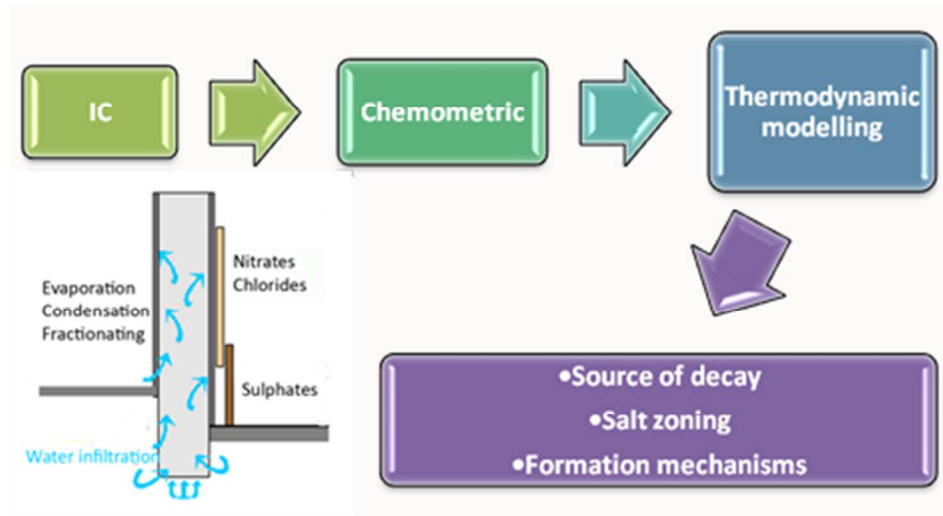 IC
Chemometric
Thermodynamic
modelling
Nitrates
Chlorides
Evaporation
Condensation
Fractionating
Sulphates
Water infiltration
•Source of decay
•Salt zoning
•Formation mechanisms